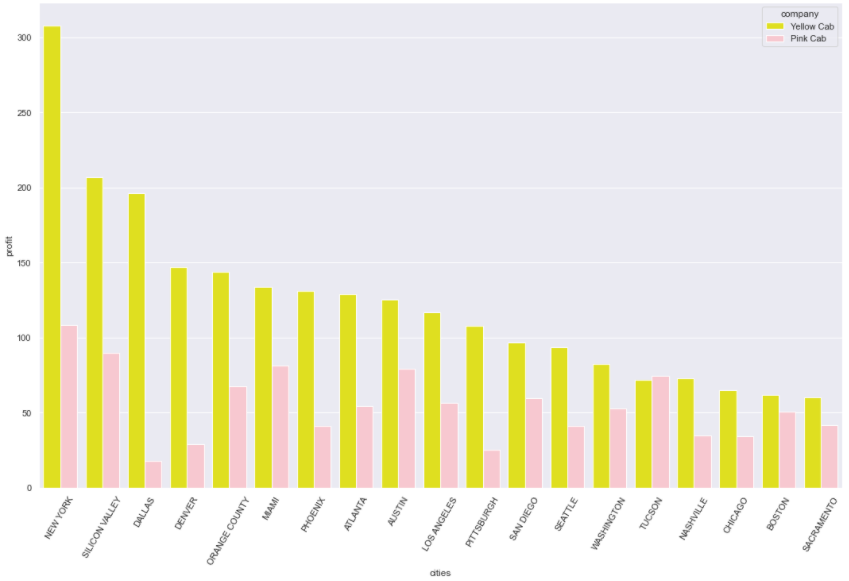 company
Yellow Cab
Pink Cab
300
250
200
150
100
50
0
profit
NEW YORK
SILICON VALLEY
DALLAS
DENVER
ORANGE COUNTY
MIAMI
PHOENIX
ATLANTA
AUSTIN
LOS ANGELES
PITTSBURGH
SAN DIEGO
SEATTLE
WASHINGTON
TUCSON
NASHVILLE
CHICAGO
BOSTON
SACRAMENTO
cities